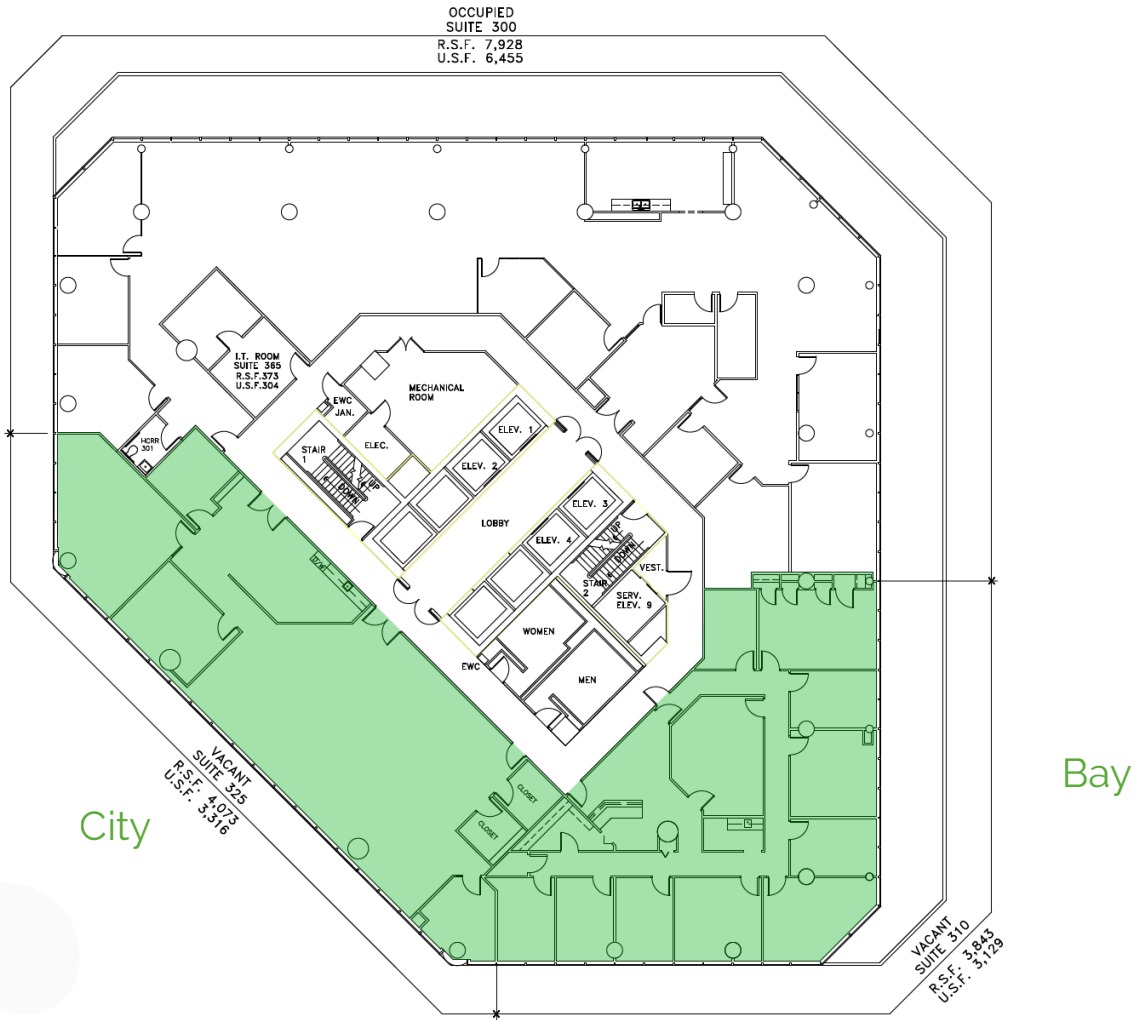 OCCUPIED
SUITE 300
R.S.F. 7,928
U.S.F. 6,455
I.T. ROOM
SUITE 365
R.S.F.373
U.S.F.304
MECHANICAL
ROOM
EWC
JAN.
ELEV. 1
HCRR
301
STAIR
1
ELEC.
ELEV. 2
UP
DOWN
ELEV. 3
LOBBY
UP
ELEV. 4
DOWN
VEST.
STAIR
2
SERV.
ELEV. 9
WOMEN
EWC
MEN
VACANT
SUITE 325
R.S.F. 4,073
U.S.F. 3,316
Bay
City
CLOSET
CLOSET
VACANT
SUITE 310
R.S.F. 3,843
U.S.F. 3,129